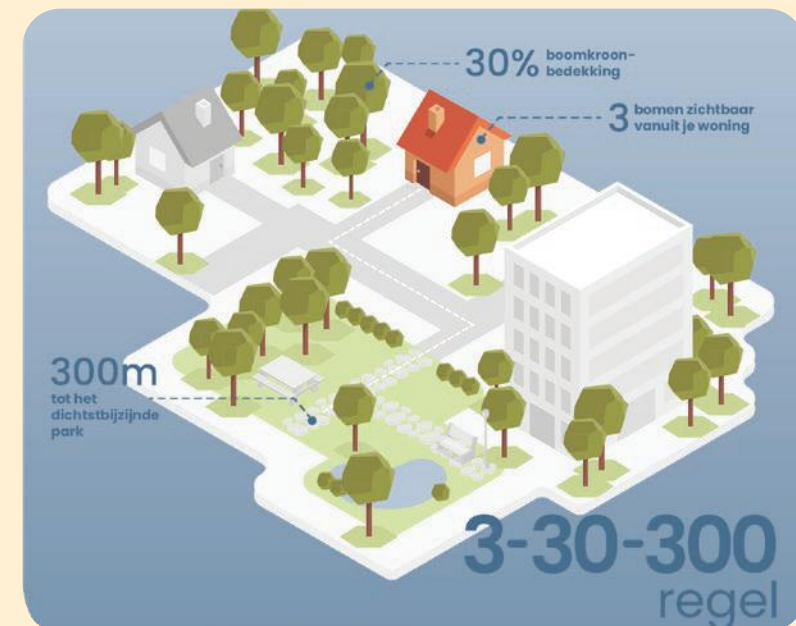 30% boomkroon-
bedekking
3 bomen zichtbaar
vanuit je woning
300m
tot het
dichtstbijzijnde
park
3-30-300
regel